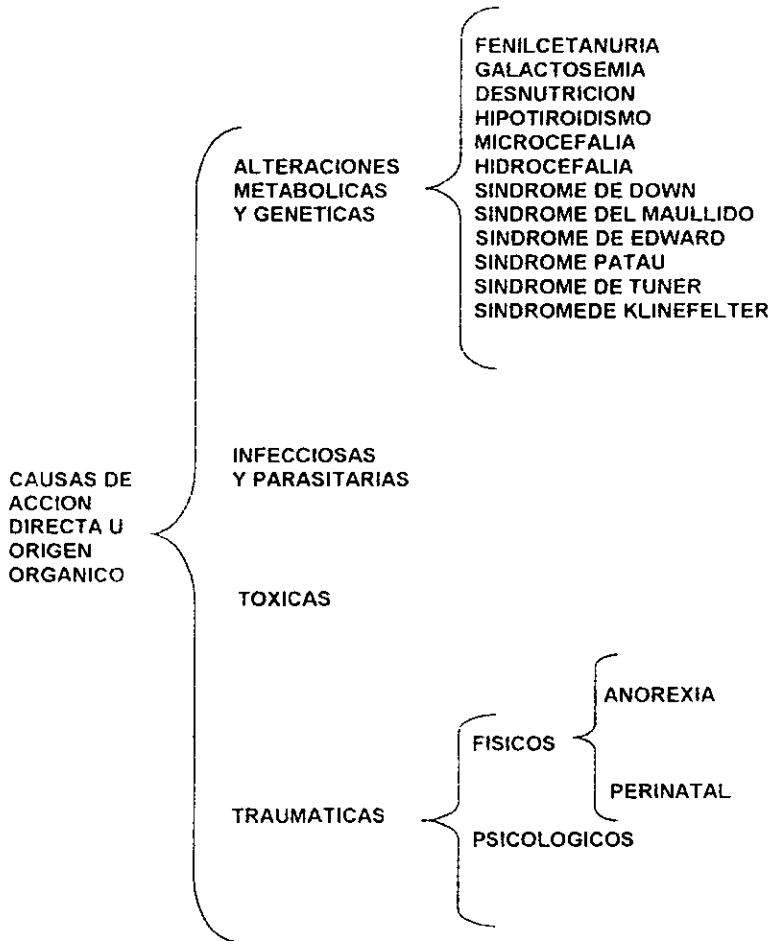 FENILCETANURIA
GALACTOSEMIA
DESNUTRICION
HIPOTIROIDISMO
MICROCEFALIA
HIDROCEFALIA
SINDROME DE DOWN
SINDROME DEL MAULLIDO
SINDROME DE EDWARD
SINDROME PATAU
SINDROME DE TUNER
SINDROMEDE KLINEFELTER
ALTERACIONES
METABOLICAS
Y GENETICAS
INFECCIOSAS
Y PARASITARIAS
CAUSAS DE
ACCION
DIRECTA U
ORIGEN
ORGANICO
TOXICAS
TRAUMATICAS
FISICOS
ANOREXIA
PERINATAL
PSICOLOGICOS